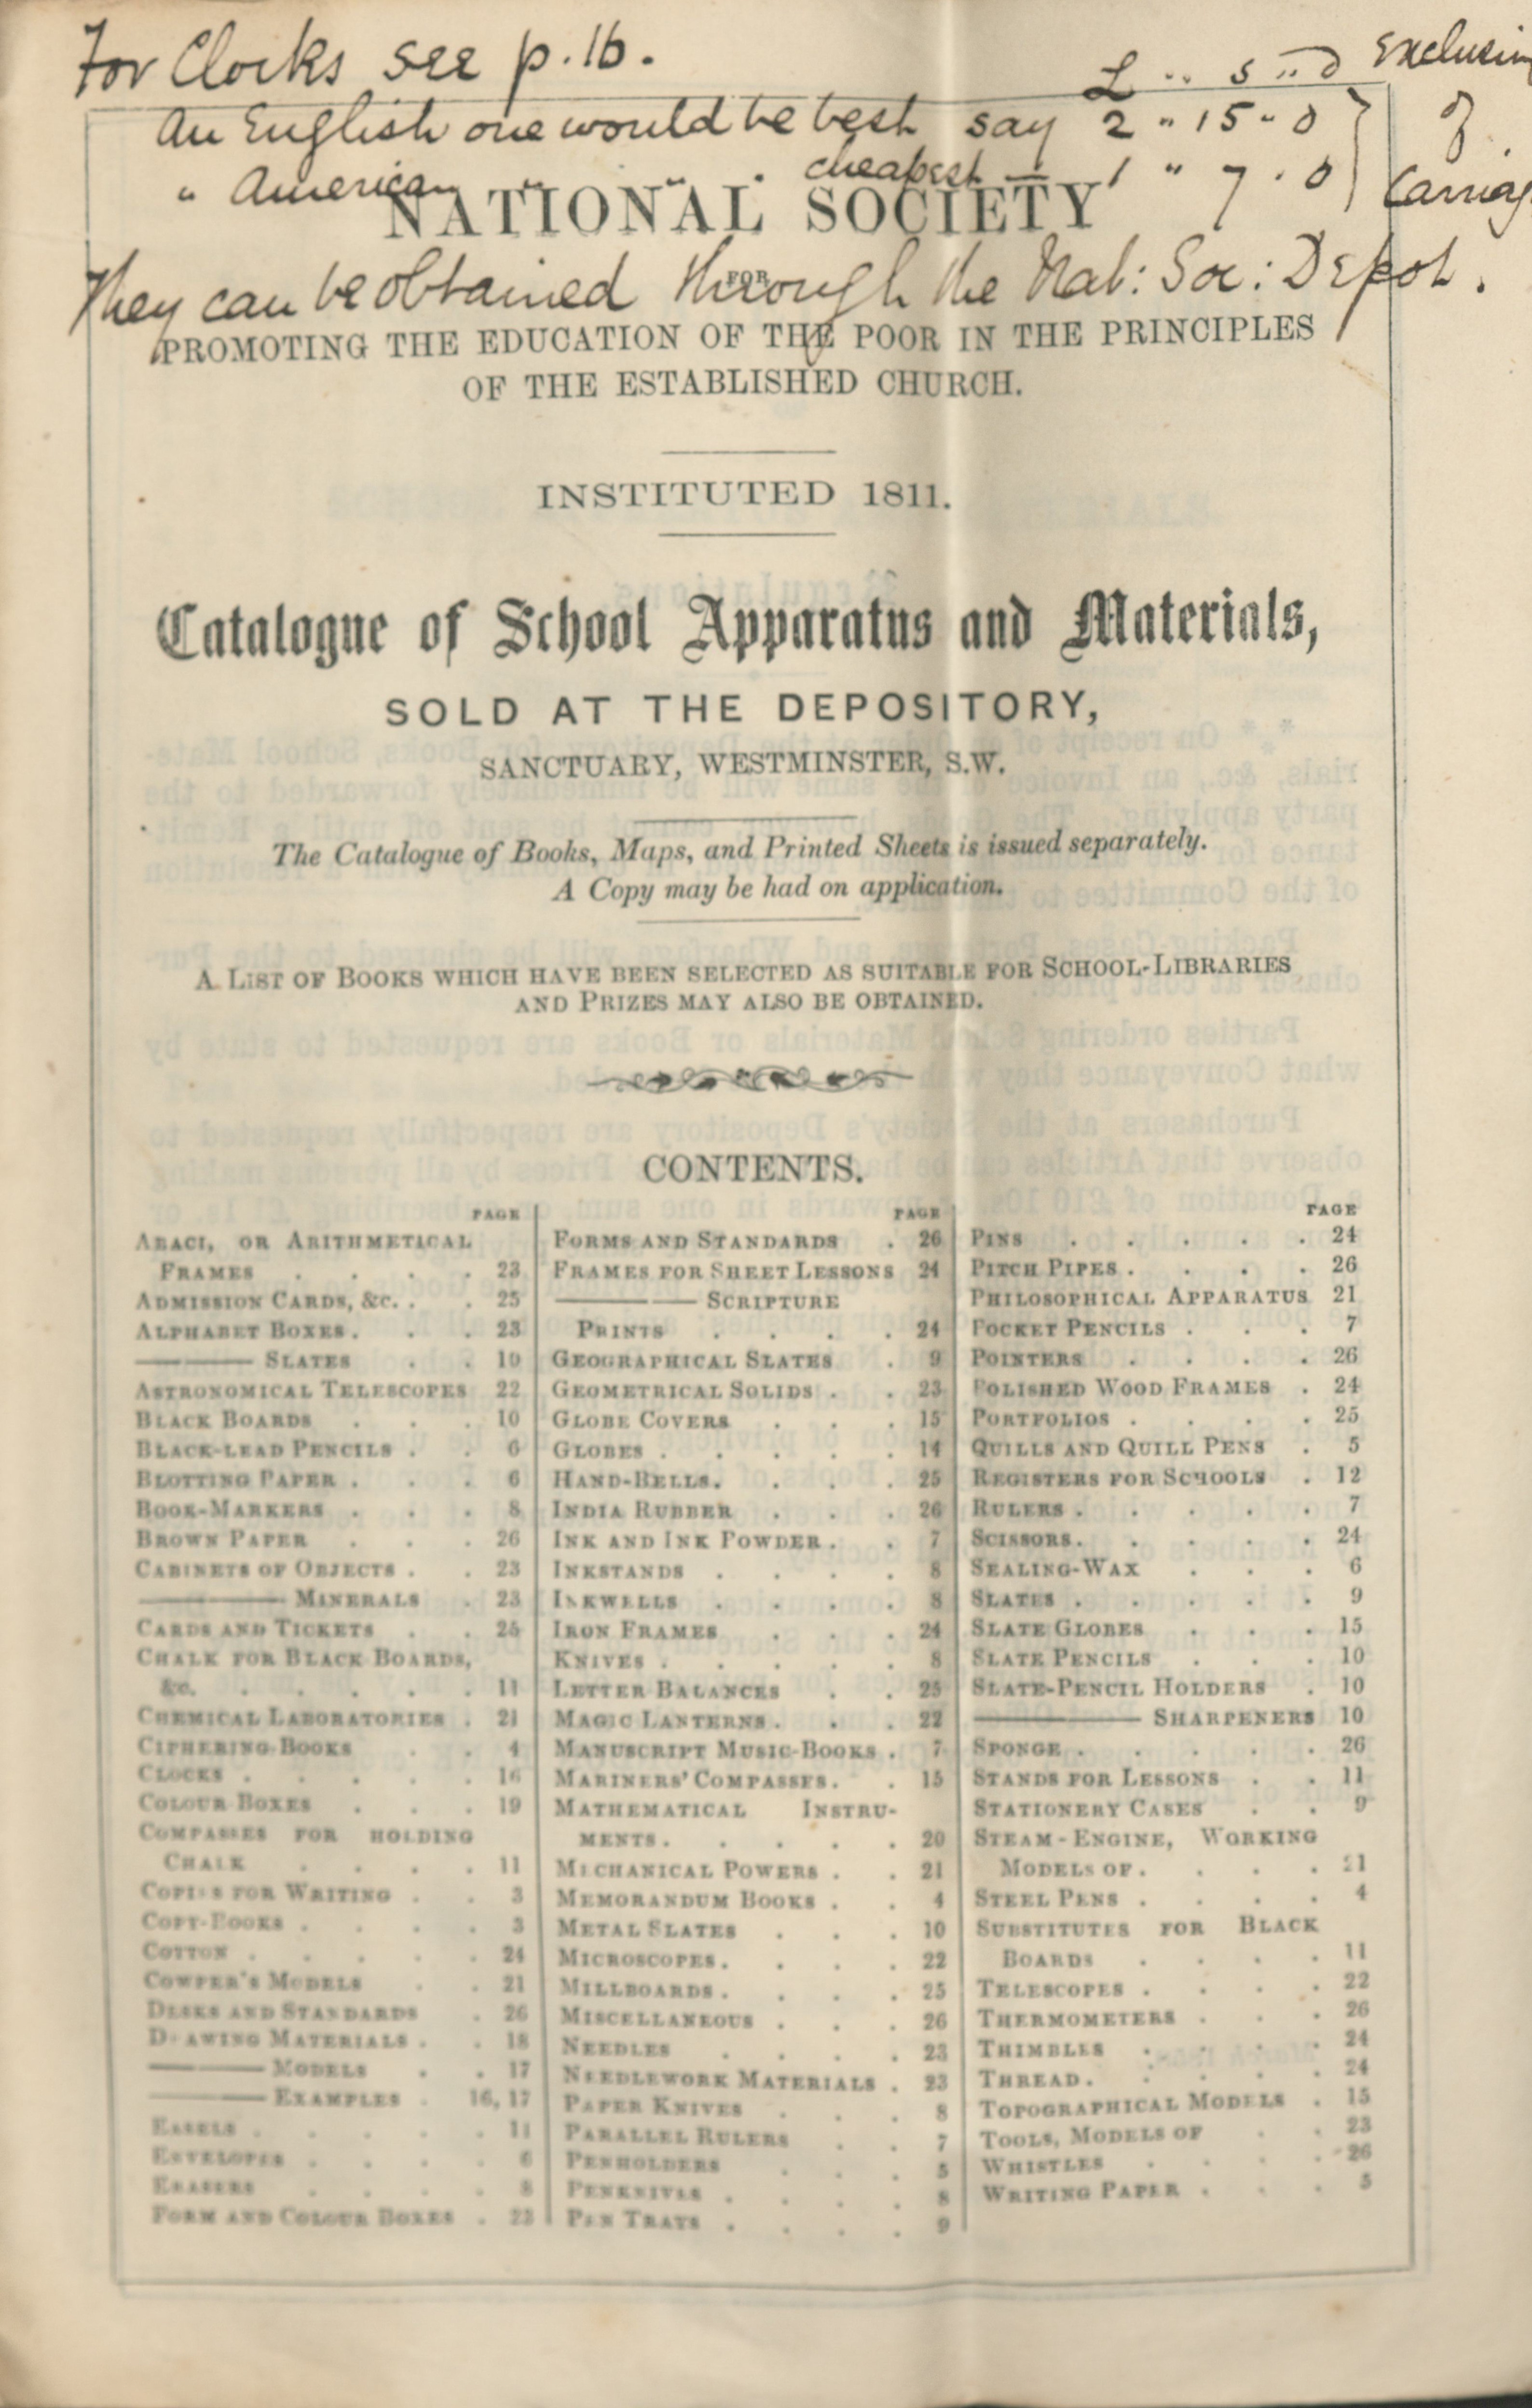 For Clocks see p. 16.
£ .. s .. d
An English one would be best say 2 " 15 - 0
" American " " . cheapest — 1 " 7 . 0
of
They can be obtained through the Nat: Soc: Depot.
NATIONAL SOCIETY
FOR
PROMOTING THE EDUCATION OF THE POOR IN THE PRINCIPLES
OF THE ESTABLISHED CHURCH.
INSTITUTED 1811.
Catalogue of School Apparatus and Materials,
SOLD AT THE DEPOSITORY,
SANCTUARY, WESTMINSTER, S.W.
The Catalogue of Books, Maps, and Printed Sheets is issued separately.
A Copy may be had on application.
A LIST OF BOOKS WHICH HAVE BEEN SELECTED AS SUITABLE FOR SCHOOL-LIBRARIES
AND PRIZES MAY ALSO BE OBTAINED.
CONTENTS.
PAGE
ABACI, OR ARITHMETICAL
FRAMES . . . . 23
ADMISSION CARDS, &c. . . 25
ALPHABET BOXES . . . 23
——— SLATES . . 10
ASTRONOMICAL TELESCOPES 22
BLACK BOARDS . . . 10
BLACK-LEAD PENCILS . . 6
BLOTTING PAPER . . . 6
BOOK-MARKERS . . . 8
BROWN PAPER . . . 26
CABINETS OF OBJECTS . . 23
——— MINERALS . 23
CARDS AND TICKETS . . 25
CHALK FOR BLACK BOARDS,
&c. . . . . . 11
CHEMICAL LABORATORIES . 21
CIPHERING-BOOKS . . 4
CLOCKS . . . . . 16
COLOUR BOXES . . . 19
COMPASSES FOR HOLDING
CHALK . . . . 11
COPIES FOR WRITING . . 3
COPY-BOOKS . . . . 3
COTTON . . . . . 24
COWPER'S MODELS . . 21
DESKS AND STANDARDS . 26
DRAWING MATERIALS . . 18
——— MODELS . . 17
——— EXAMPLES . 16, 17
EASELS . . . . . 11
ENVELOPES . . . . 6
ERASERS . . . . 8
FORM AND COLOUR BOXES . 23
PAGE
FORMS AND STANDARDS . 26
FRAMES FOR SHEET LESSONS 24
——— SCRIPTURE
PRINTS . . . . 24
GEOGRAPHICAL SLATES . 9
GEOMETRICAL SOLIDS . . 23
GLOBE COVERS . . . 15
GLOBES . . . . . 14
HAND-BELLS . . . . 25
INDIA RUBBER . . . 26
INK AND INK POWDER . . 7
INKSTANDS . . . . 8
INKWELLS . . . . 8
IRON FRAMES . . . 24
KNIVES . . . . . 8
LETTER BALANCES . . 25
MAGIC LANTERNS . . . 22
MANUSCRIPT MUSIC-BOOKS . 7
MARINERS' COMPASSES . . 15
MATHEMATICAL INSTRU-
MENTS . . . . . 20
MECHANICAL POWERS . . 21
MEMORANDUM BOOKS . . 4
METAL SLATES . . . 10
MICROSCOPES . . . . 22
MILLBOARDS . . . . 25
MISCELLANEOUS . . . 26
NEEDLES . . . . 23
NEEDLEWORK MATERIALS . 23
PAPER KNIVES . . . 8
PARALLEL RULERS . . 7
PENHOLDERS . . . 5
PENKNIVES . . . . 8
PEN TRAYS . . . . 9
PAGE
PINS . . . . . 24
PITCH PIPES . . . . 26
PHILOSOPHICAL APPARATUS 21
POCKET PENCILS . . . 7
POINTERS . . . . 26
POLISHED WOOD FRAMES . 24
PORTFOLIOS . . . . 25
QUILLS AND QUILL PENS . 5
REGISTERS FOR SCHOOLS . 12
RULERS . . . . . 7
SCISSORS . . . . . 24
SEALING-WAX . . . 6
SLATES . . . . . 9
SLATE GLOBES . . . 15
SLATE PENCILS . . . 10
SLATE-PENCIL HOLDERS . 10
——— SHARPENERS 10
SPONGE . . . . . 26
STANDS FOR LESSONS . . 11
STATIONERY CASES . . 9
STEAM-ENGINE, WORKING
MODELS OF . . . . 21
STEEL PENS . . . . 4
SUBSTITUTES FOR BLACK
BOARDS . . . . 11
TELESCOPES . . . . 22
THERMOMETERS . . . 26
THIMBLES . . . . 24
THREAD . . . . . 24
TOPOGRAPHICAL MODELS . 15
TOOLS, MODELS OF . . 23
WHISTLES . . . . 26
WRITING PAPER . . . 5